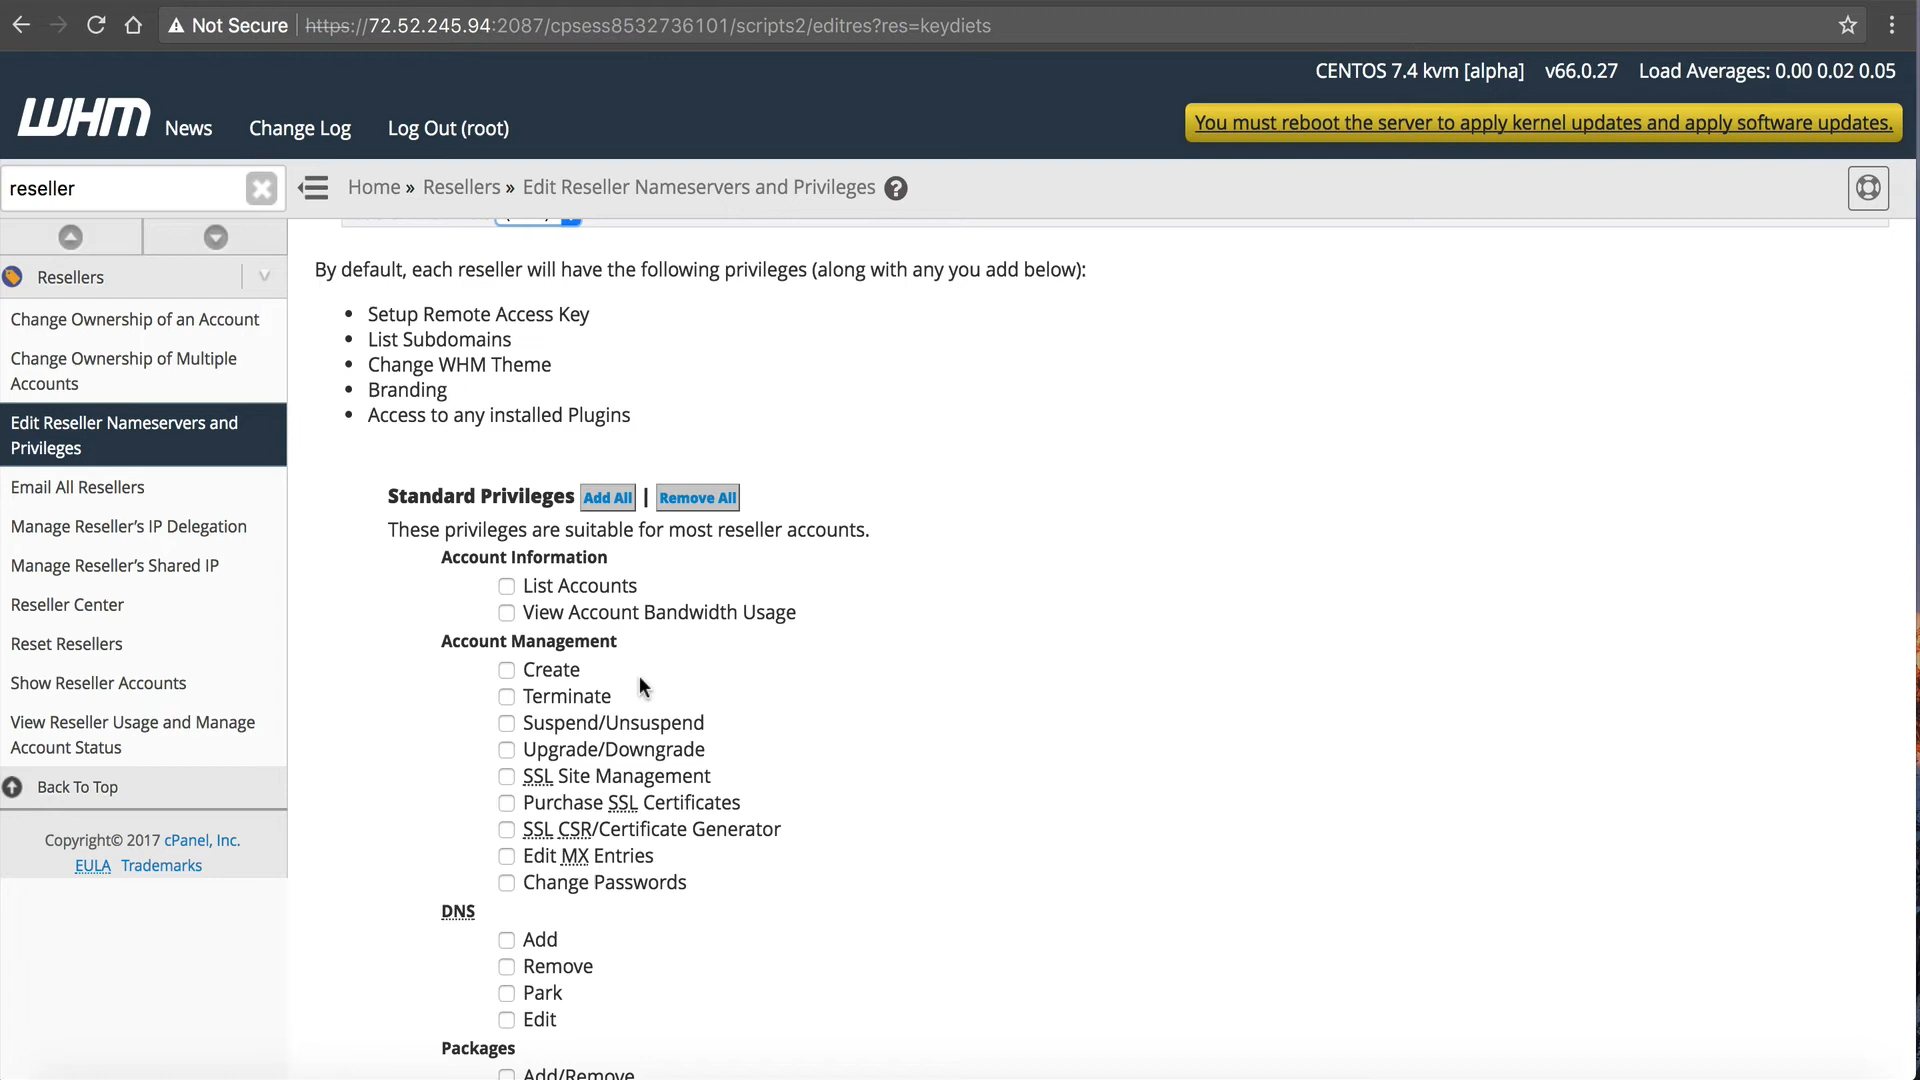 Not Secure https://72.52.245.94:2087/cpsess8532736101/scripts2/editres?res=keydiets
CENTOS 7.4 kvm [alpha] v66.0.27 Load Averages: 0.00 0.02 0.05
WHM News Change Log Log Out (root)
You must reboot the server to apply kernel updates and apply software updates.
reseller
Home » Resellers » Edit Reseller Nameservers and Privileges ?
Resellers
Change Ownership of an Account
Change Ownership of Multiple
Accounts
Edit Reseller Nameservers and
Privileges
Email All Resellers
Manage Reseller’s IP Delegation
Manage Reseller’s Shared IP
Reseller Center
Reset Resellers
Show Reseller Accounts
View Reseller Usage and Manage
Account Status
Back To Top
Copyright© 2017 cPanel, Inc.
EULA Trademarks
By default, each reseller will have the following privileges (along with any you add below):
• Setup Remote Access Key
• List Subdomains
• Change WHM Theme
• Branding
• Access to any installed Plugins
Standard Privileges Add All | Remove All
These privileges are suitable for most reseller accounts.
Account Information
List Accounts
View Account Bandwidth Usage
Account Management
Create
Terminate
Suspend/Unsuspend
Upgrade/Downgrade
SSL Site Management
Purchase SSL Certificates
SSL CSR/Certificate Generator
Edit MX Entries
Change Passwords
DNS
Add
Remove
Park
Edit
Packages
Add/Remove